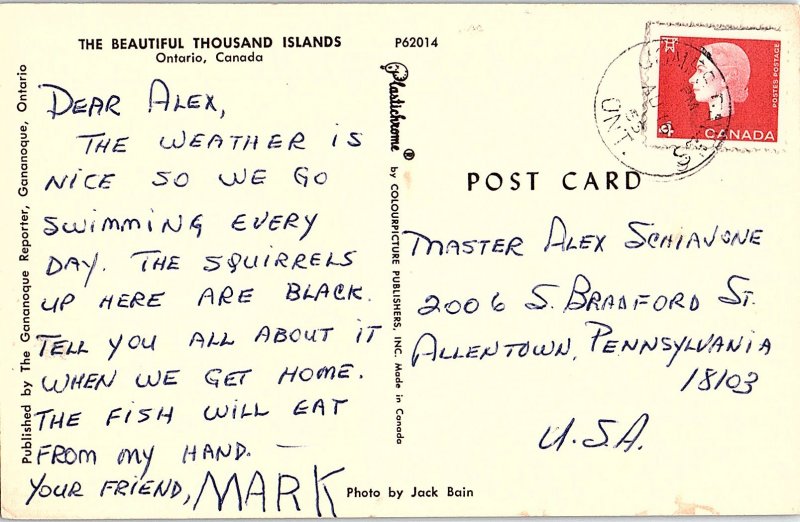 THE BEAUTIFUL THOUSAND ISLANDS
Ontario, Canada
P62014
DEAR ALEX,
THE WEATHER IS
NICE SO WE GO
SWIMMING EVERY
DAY. THE SQUIRRELS
UP HERE ARE BLACK.
TELL YOU ALL ABOUT IT
WHEN WE GET HOME.
THE FISH WILL EAT
FROM MY HAND. —
YOUR FRIEND, MARK
Photo by Jack Bain
Published by The Gananoque Reporter, Gananoque, Ontario
Plastichrome ® by COLOURPICTURE PUBLISHERS, INC. Made in Canada
POSTES POSTAGE
4
CANADA
ONT.
POST CARD
MASTER ALEX SCHIAVONE
2006 S. BRADFORD ST.
ALLENTOWN, PENNSYLVANIA
18103
U.S.A.